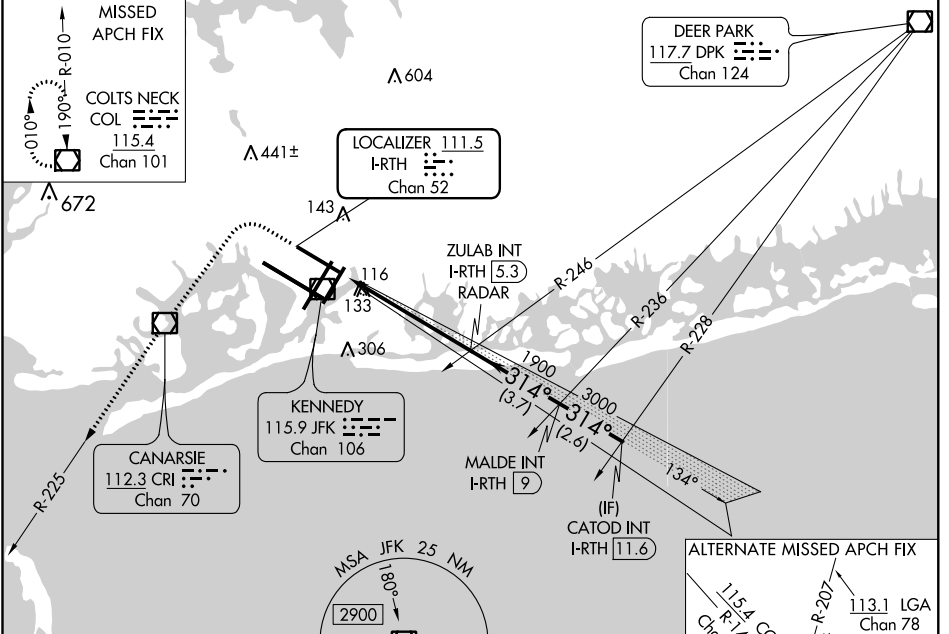 MISSED
APCH FIX
R-010
190°
010°
COLTS NECK
COL
115.4
Chan 101
672
604
441±
DEER PARK
117.7 DPK
Chan 124
LOCALIZER 111.5
I-RTH
Chan 52
143
116
133
306
ZULAB INT
I-RTH 5.3
RADAR
R-246
R-236
R-228
1900
3000
314°
(3.7)
314°
(2.6)
134°
KENNEDY
115.9 JFK
Chan 106
CANARSIE
112.3 CRI
Chan 70
R-225
MALDE INT
I-RTH 9
(IF)
CATOD INT
I-RTH 11.6
MSA JFK 25 NM
180°
2900
ALTERNATE MISSED APCH FIX
115.4
R-207
113.1 LGA
Chan 78